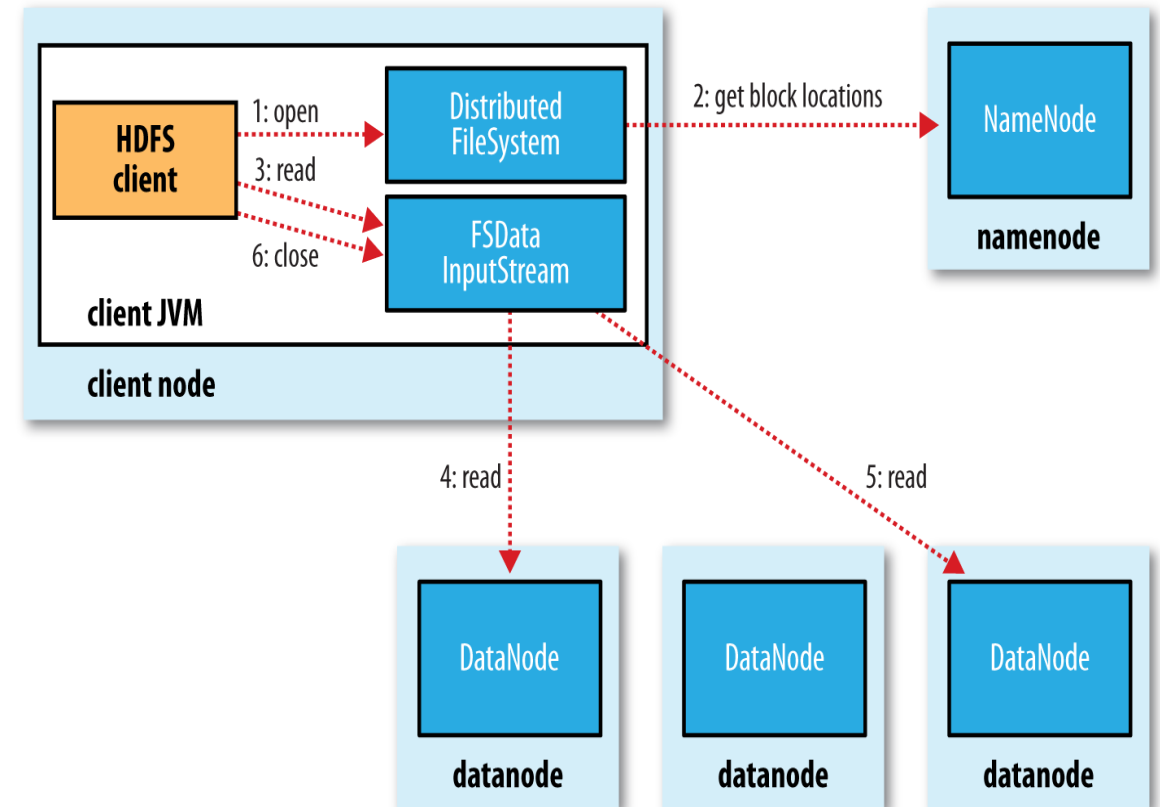 1: open
Distributed
FileSystem
2: get block locations
NameNode
HDFS
client
3: read
FSData
InputStream
namenode
6: close
client JVM
client node
4: read
5: read
DataNode
DataNode
DataNode
datanode
datanode
datanode